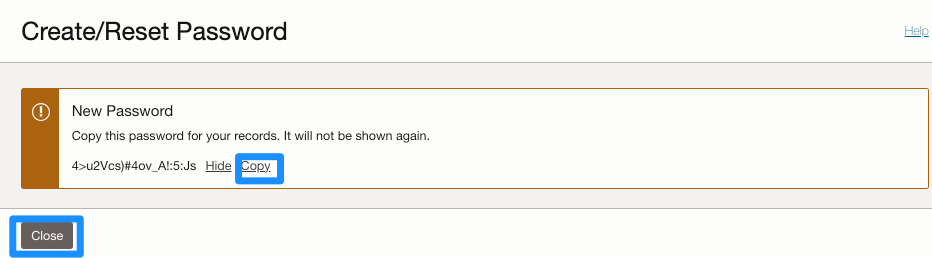 Create/Reset Password
Help
New Password
Copy this password for your records. It will not be shown again.
4>u2Vcs)#4ov_A!:5:Js Hide Copy
Close